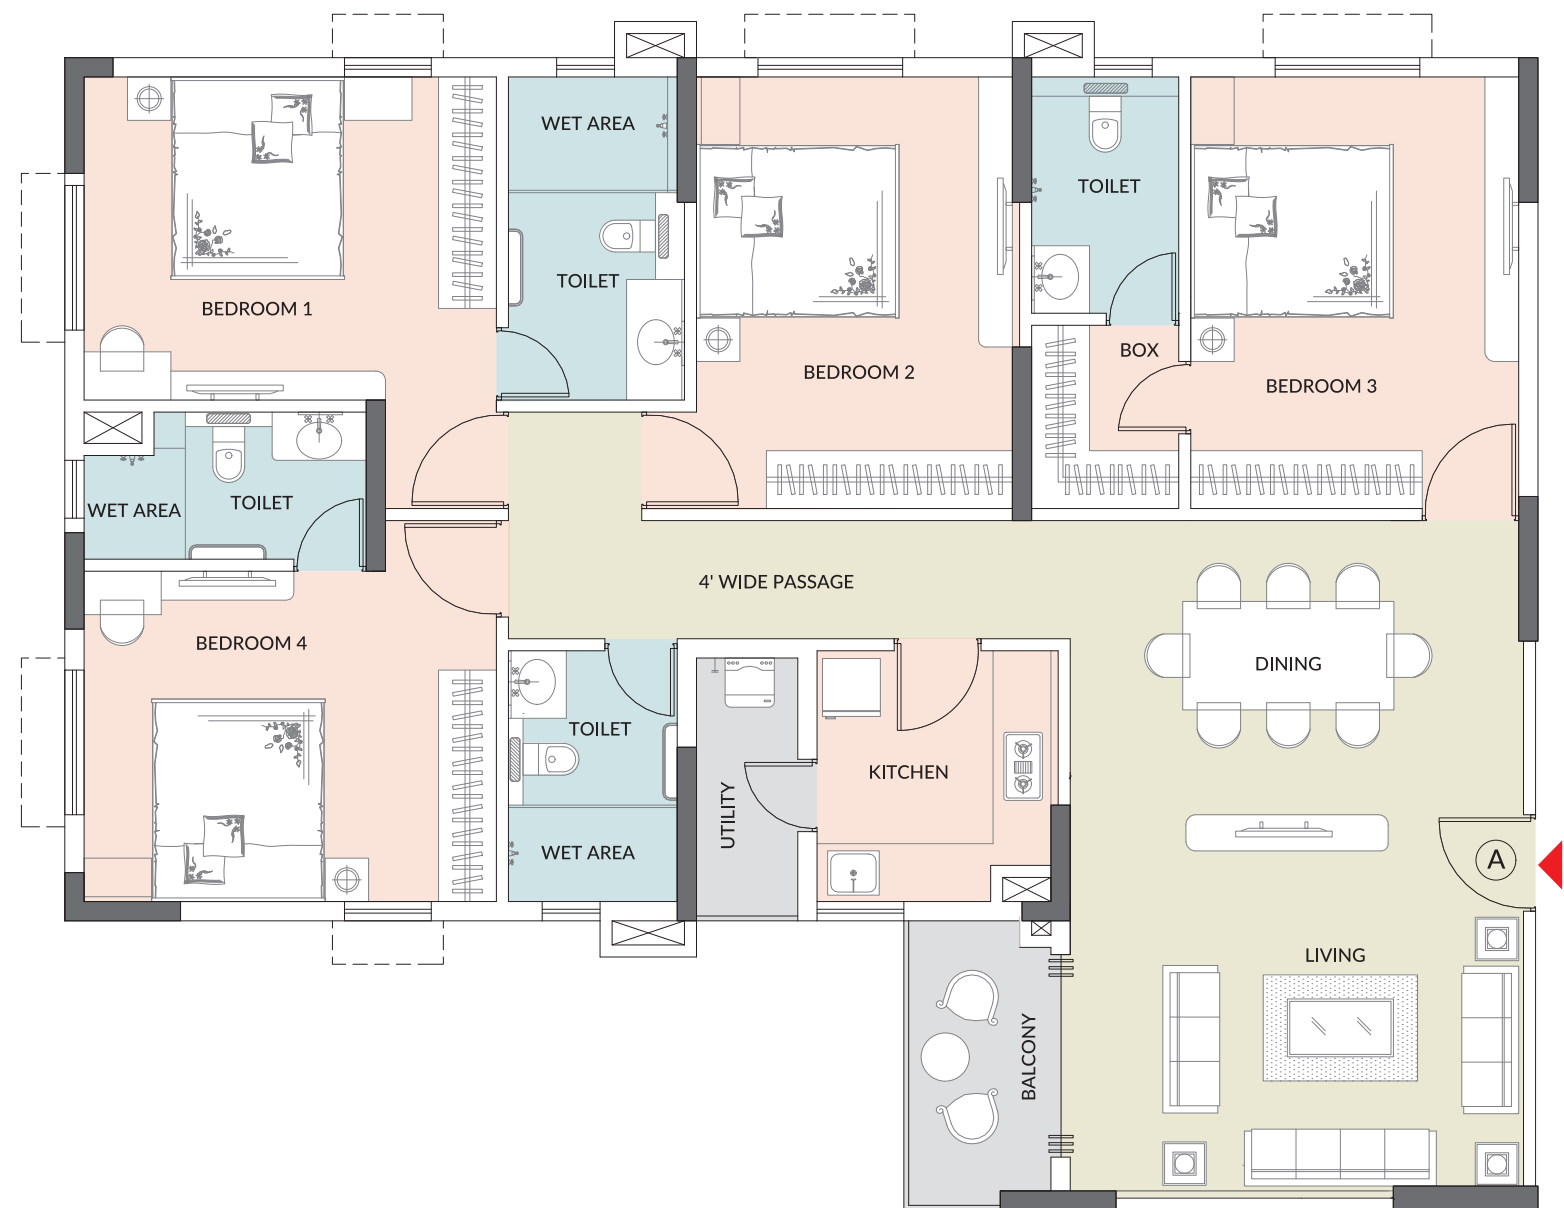 WET AREA
TOILET
BEDROOM 1
TOILET
BOX
BEDROOM 2
BEDROOM 3
TOILET
WET AREA
4' WIDE PASSAGE
BEDROOM 4
DINING
TOILET
KITCHEN
UTILITY
WET AREA
A
LIVING
BALCONY